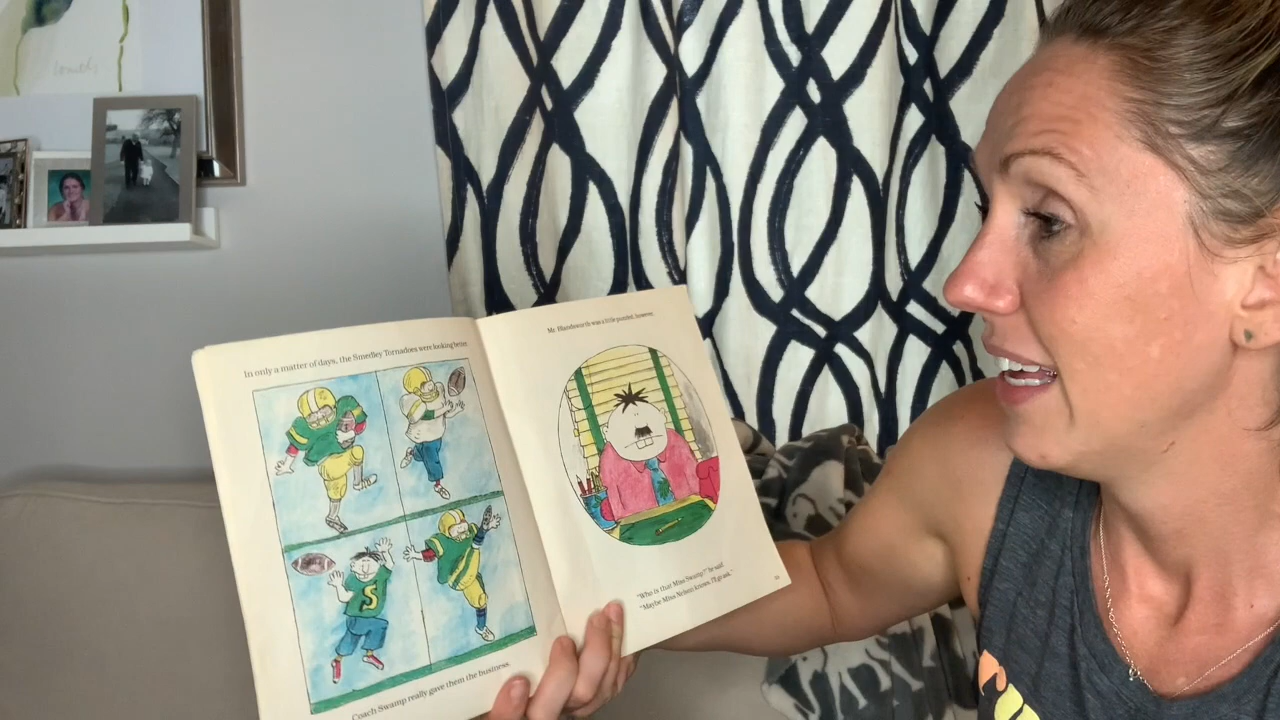 In only a matter of days, the Smedley Tornadoes were looking better.
S
Coach Swamp really gave them the business.
Mr. Blandsworth was a little puzzled, however.
"Who is that Miss Swamp?" he said.
"Maybe Miss Nelson knows. I'll go ask."